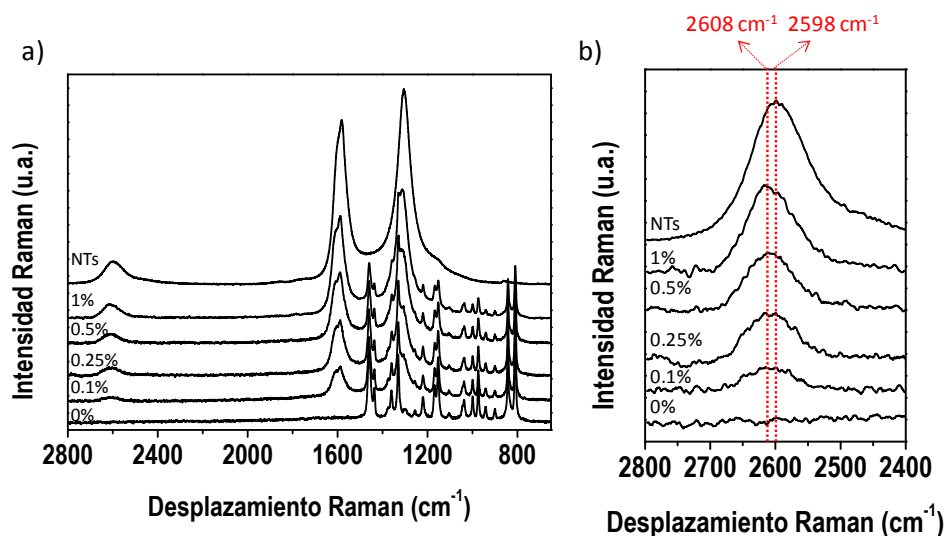 a)
Intensidad Raman (u.a.)
NTs
1%
0.5%
0.25%
0.1%
0%
2800 2400 2000 1600 1200 800
Desplazamiento Raman (cm-1)
2608 cm-1 2598 cm-1
b)
Intensidad Raman (u.a.)
NTs
1%
0.5%
0.25%
0.1%
0%
2800 2700 2600 2500 2400
Desplazamiento Raman (cm-1)